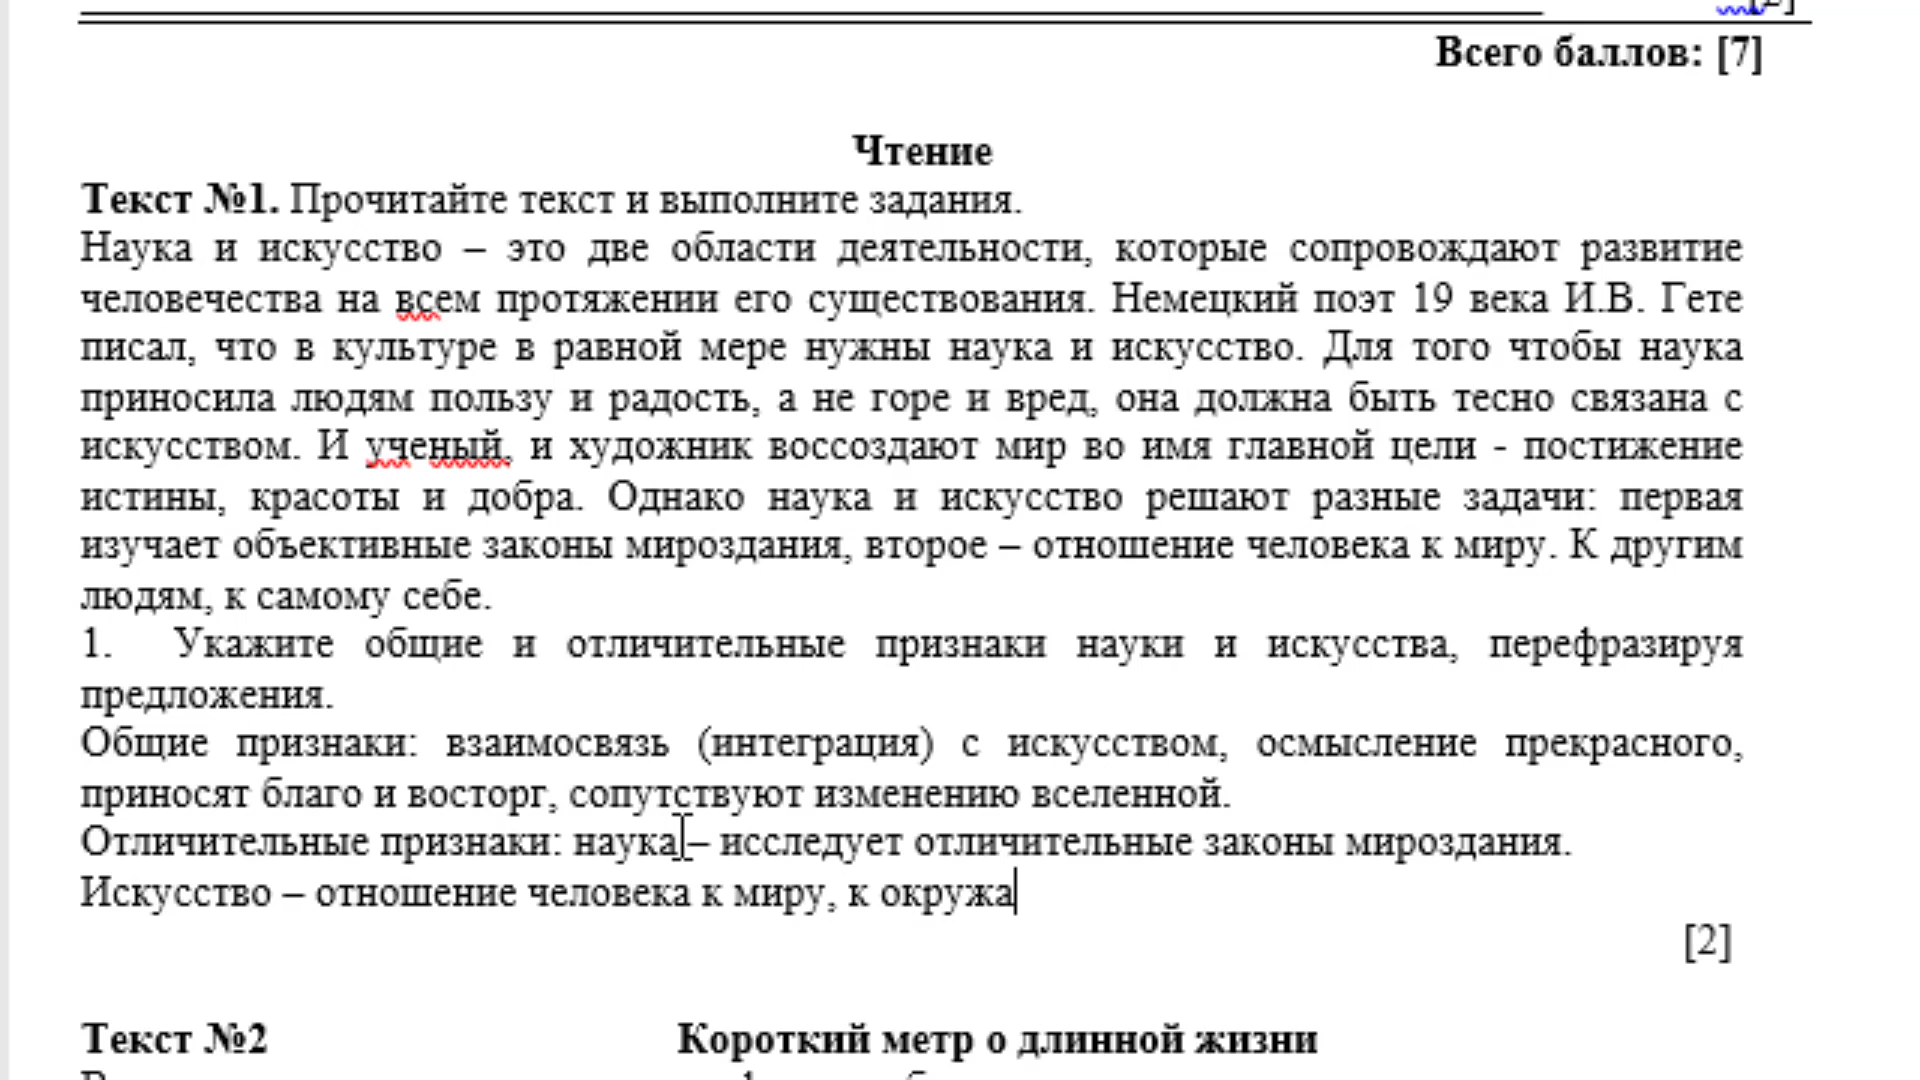 Всего баллов: [7]
Чтение
Текст №1. Прочитайте текст и выполните задания.
Наука и искусство – это две области деятельности, которые сопровождают развитие
человечества на всем протяжении его существования. Немецкий поэт 19 века И.В. Гете
писал, что в культуре в равной мере нужны наука и искусство. Для того чтобы наука
приносила людям пользу и радость, а не горе и вред, она должна быть тесно связана с
искусством. И ученый, и художник воссоздают мир во имя главной цели - постижение
истины, красоты и добра. Однако наука и искусство решают разные задачи: первая
изучает объективные законы мироздания, второе – отношение человека к миру. К другим
людям, к самому себе.
1. Укажите общие и отличительные признаки науки и искусства, перефразируя
предложения.
Общие признаки: взаимосвязь (интеграция) с искусством, осмысление прекрасного,
приносят благо и восторг, сопутствуют изменению вселенной.
Отличительные признаки: наука – исследует отличительные законы мироздания.
Искусство – отношение человека к миру, к окружа
[2]
Текст №2 Короткий метр о длинной жизни